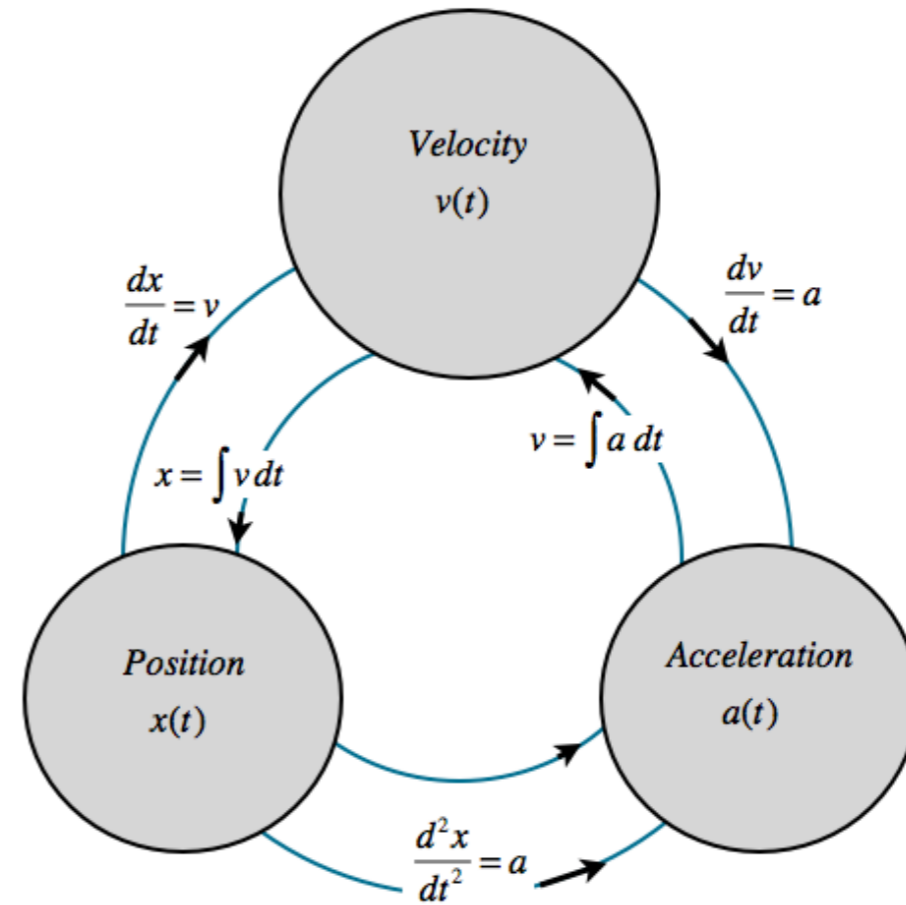 Velocity
v(t)
dx/dt = v
dv/dt = a
v = ∫ a dt
x = ∫ v dt
Position
x(t)
Acceleration
a(t)
d²x/dt² = a